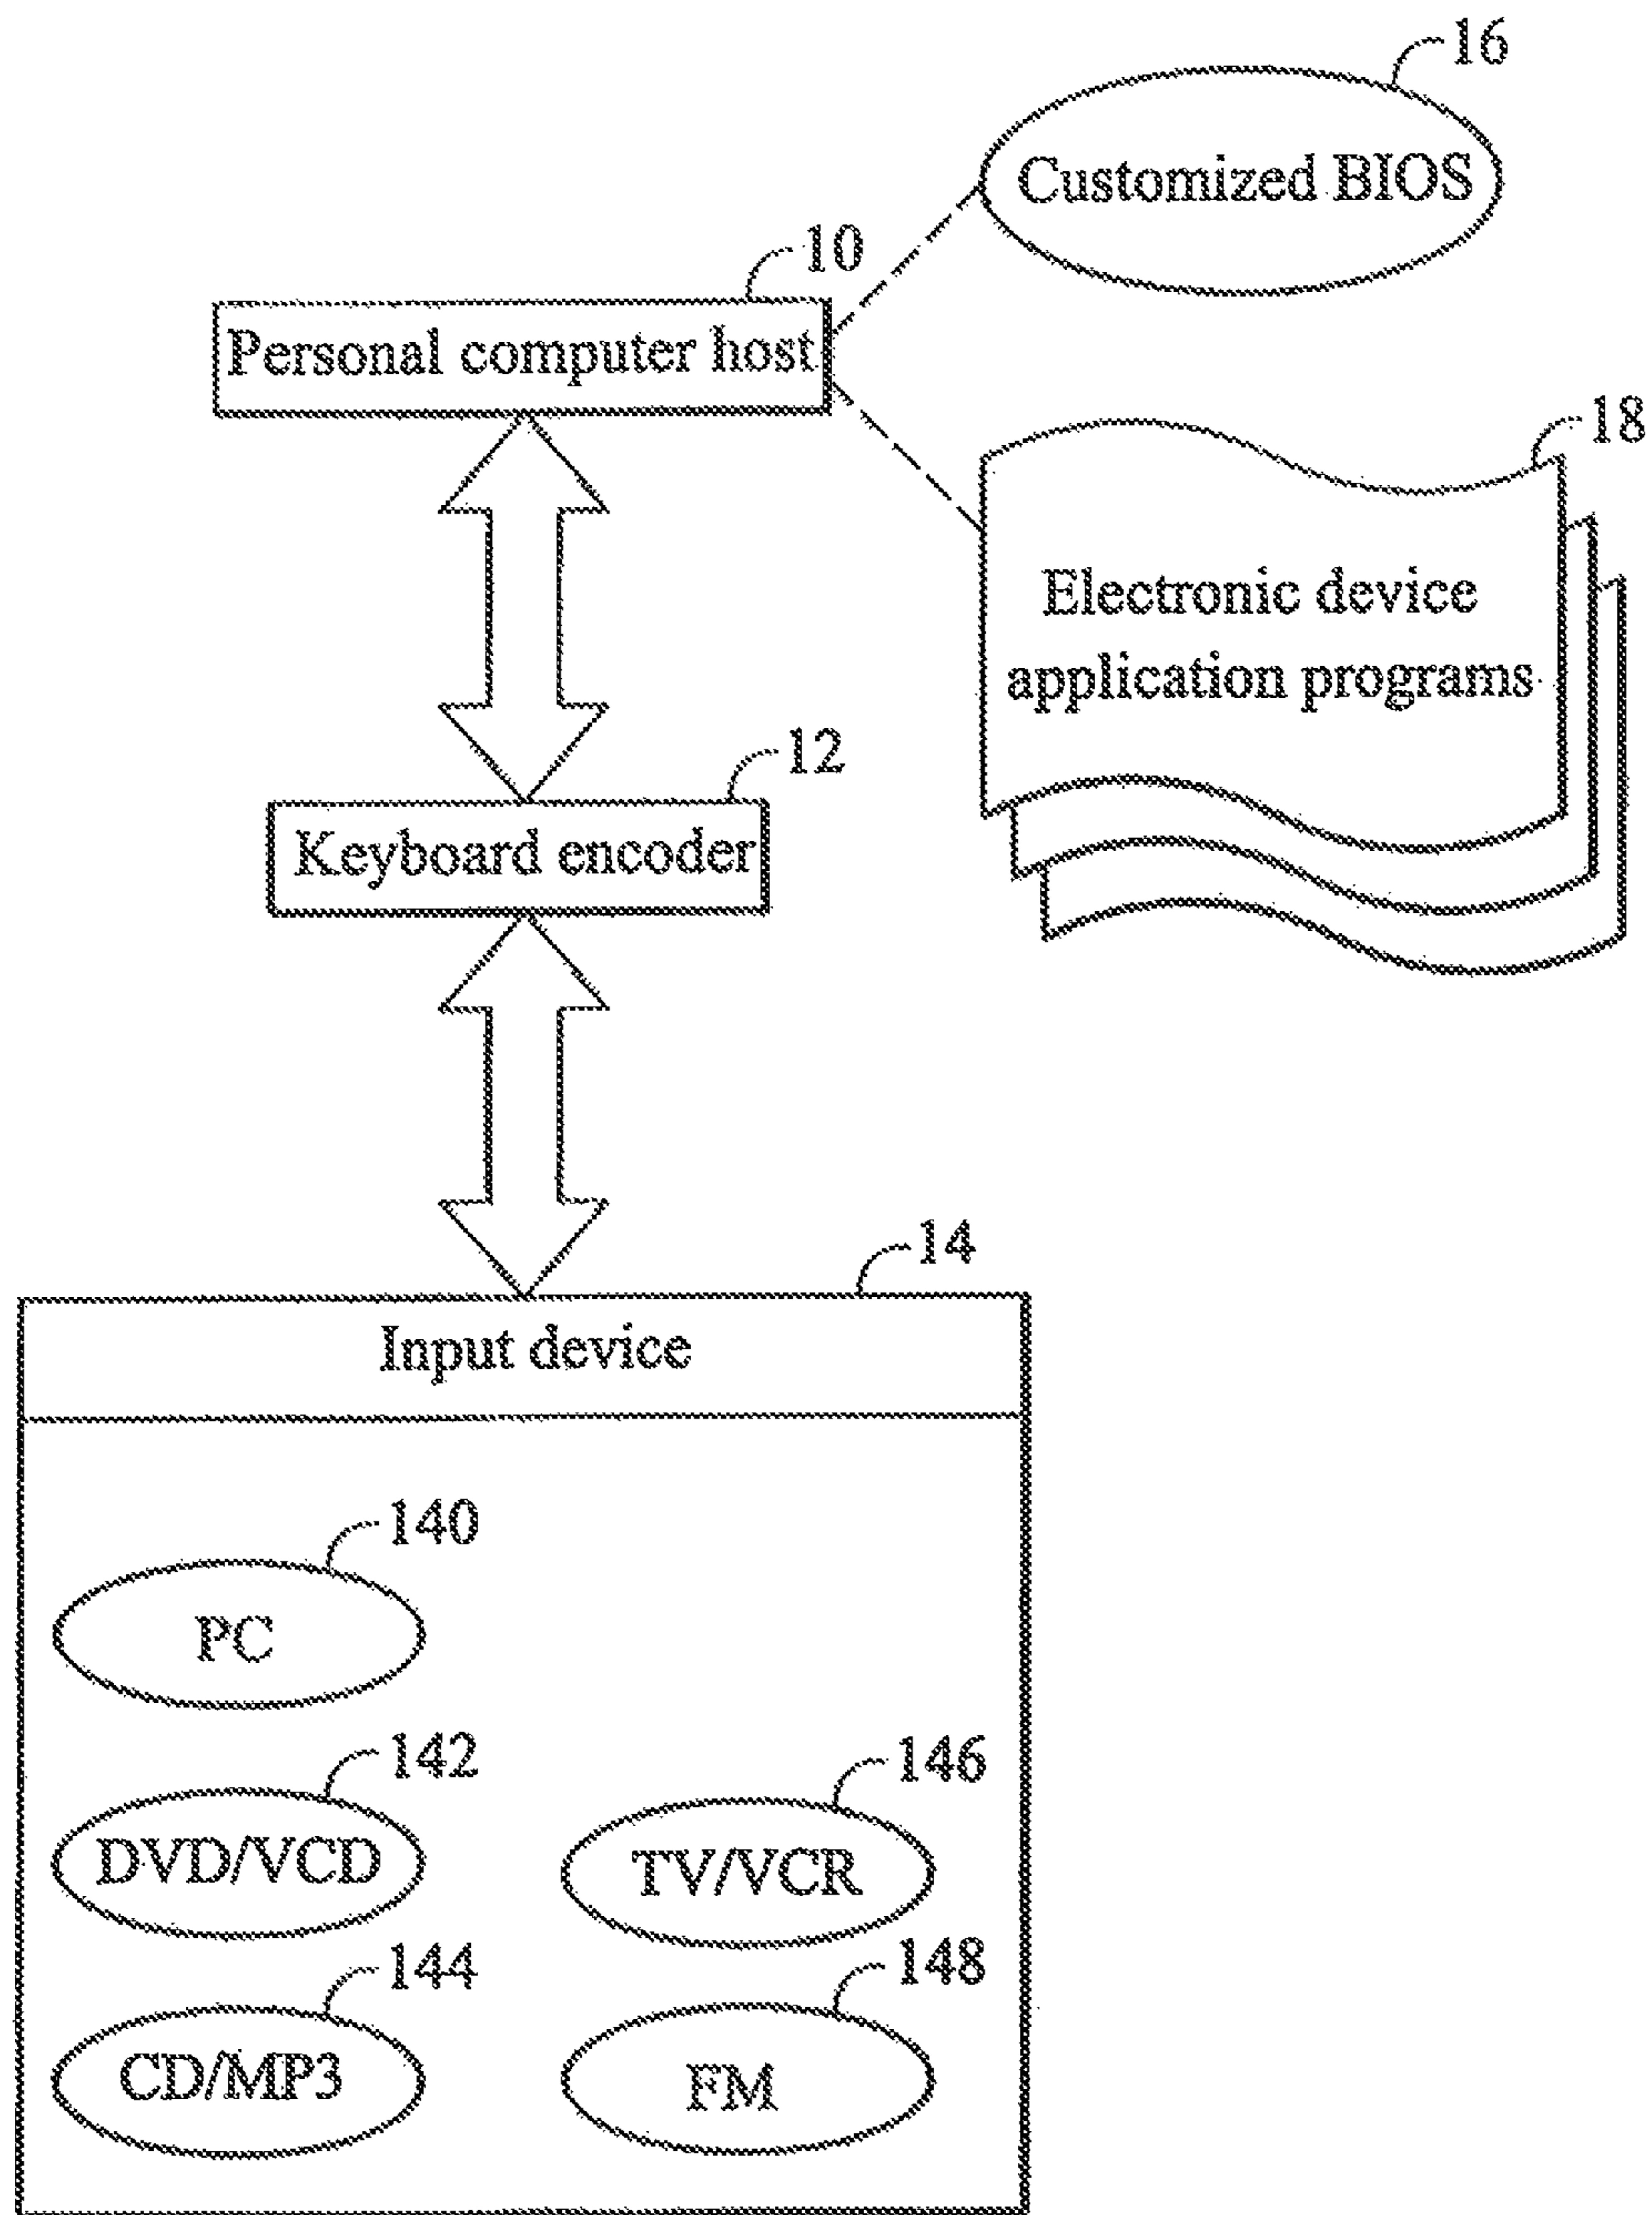 16
Customized BIOS
10
Personal computer host
18
Electronic device
application programs
12
Keyboard encoder
14
Input device
140
PC
142
DVD/VCD
146
TV/VCR
144
CD/MP3
148
FM